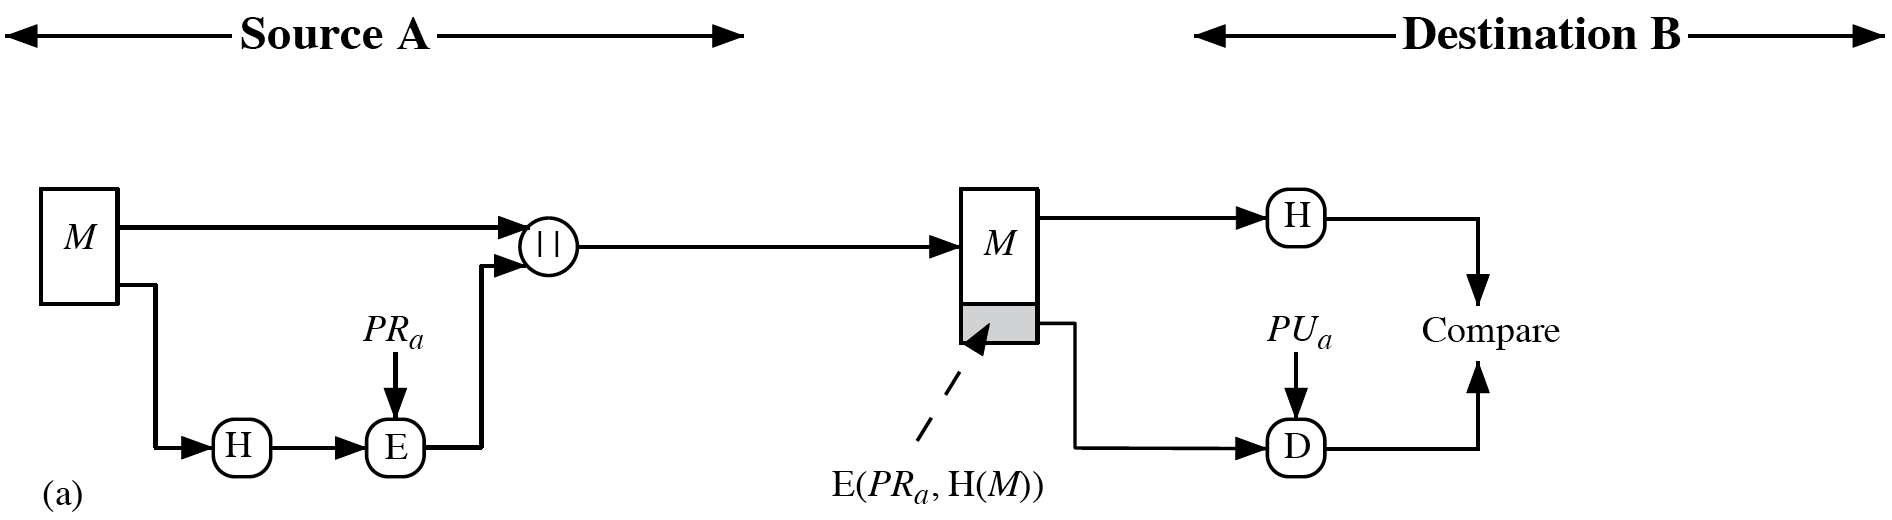 Source A
Destination B
M
||
M
H
PRₐ
PUₐ
Compare
H
E
D
E(PRₐ, H(M))
(a)